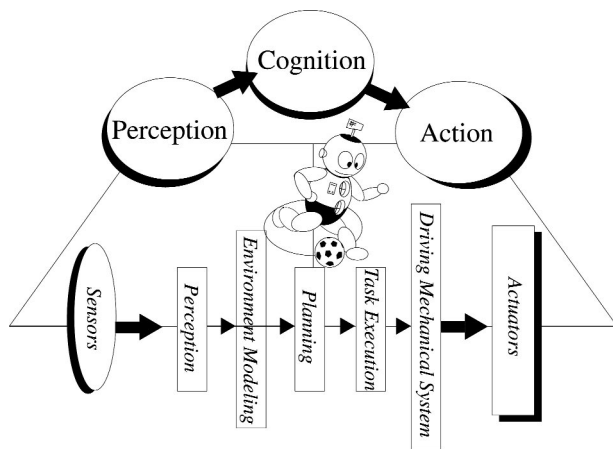 Cognition
Perception
Action
Sensors
Perception
Environment Modeling
Planning
Task Execution
Driving Mechanical System
Actuators